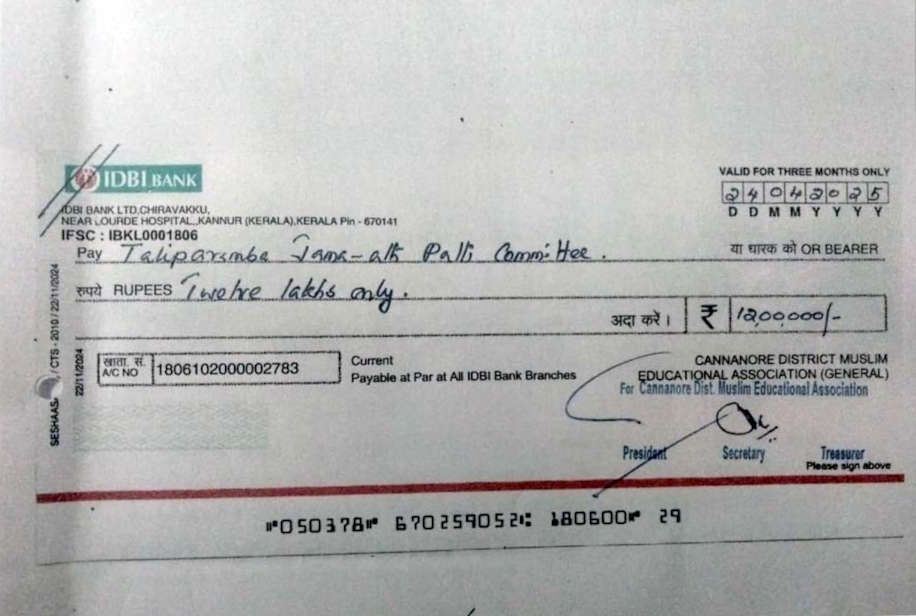 IDBI BANK
VALID FOR THREE MONTHS ONLY
24042025
D D M M Y Y Y Y
IDBI BANK LTD,CHIRAVAKKU,
NEAR LOURDE HOSPITAL,,KANNUR (KERALA),KERALA Pin - 670141
IFSC : IBKL0001806
Pay Taliparamba Jama-ath Palli Committee. या धारक को OR BEARER
रुपये RUPEES Twelve lakhs only.
अदा करें। ₹ 12,00,000/-
खाता. सं.
A/C NO 18061020000002783
Current
Payable at Par at All IDBI Bank Branches
CANNANORE DISTRICT MUSLIM
EDUCATIONAL ASSOCIATION (GENERAL)
For Cannanore Dist. Muslim Educational Association
President Secretary Treasurer
Please sign above
SESHAASAI / CTS - 2010 / 22/11/2024
22/11/2024
⑈050378⑈ 670259052⑆ 180600⑈ 29